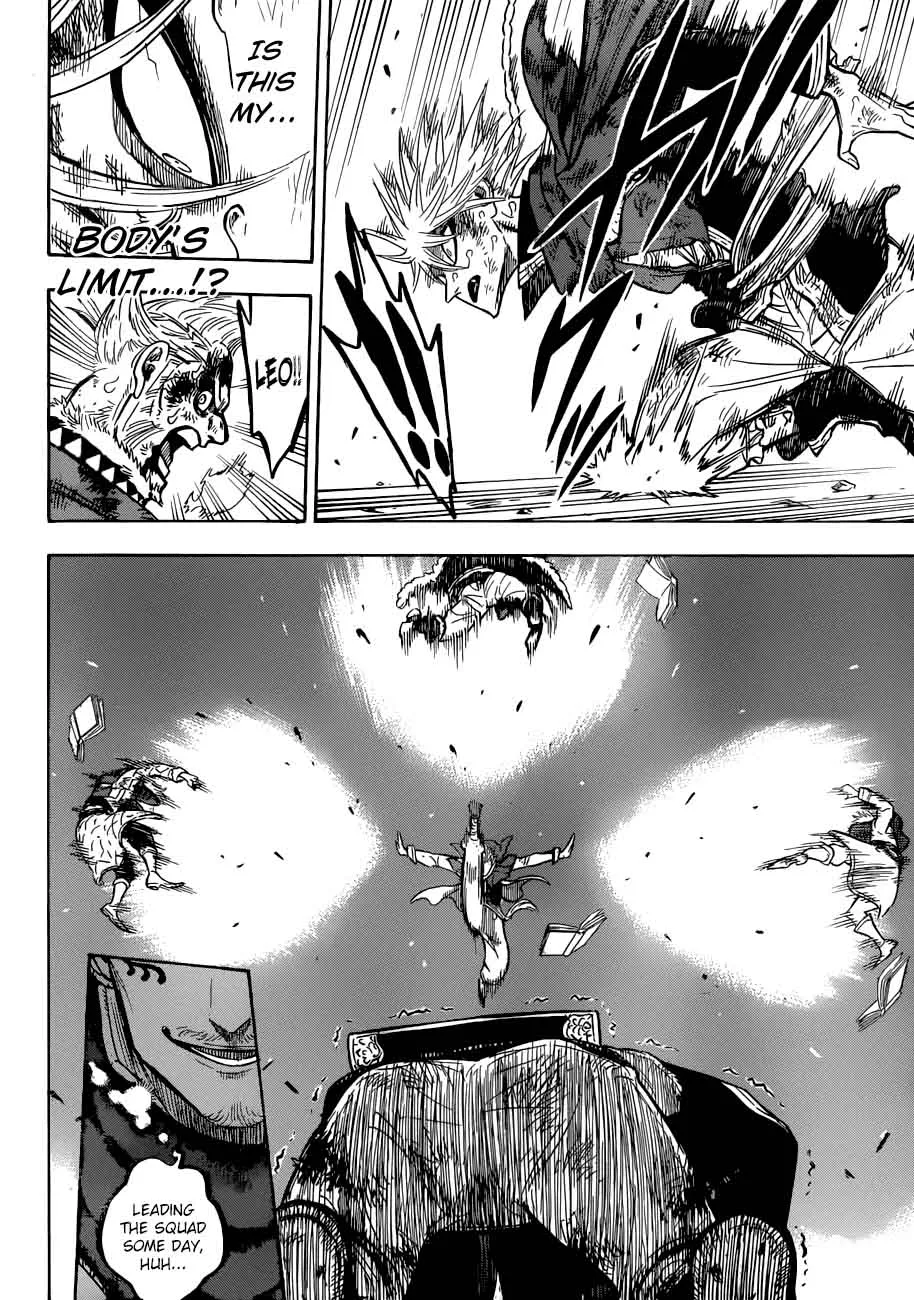 IS
THIS
MY...
BODY'S
LIMIT.....!?
LEO!!
LEADING
THE SQUAD
SOME DAY,
HUH...